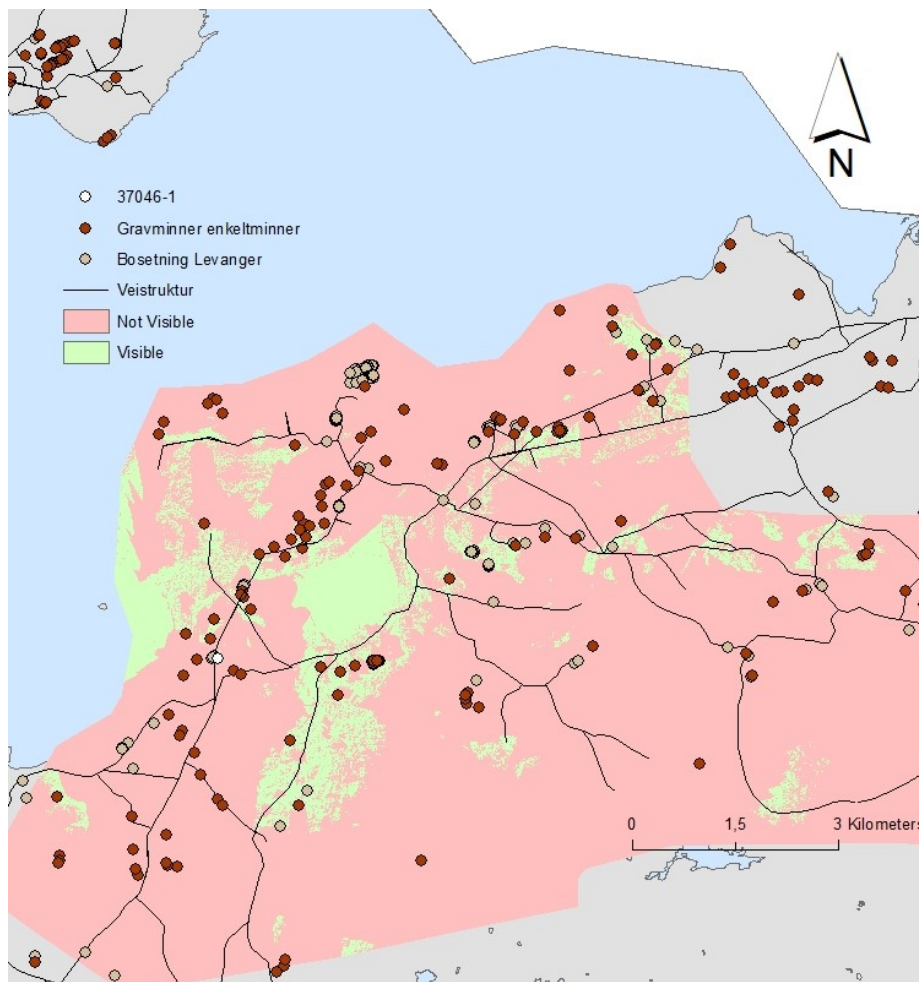 N
37046-1
Gravminner enkeltminner
Bosetning Levanger
Veistruktur
Not Visible
Visible
0 1,5 3 Kilometers